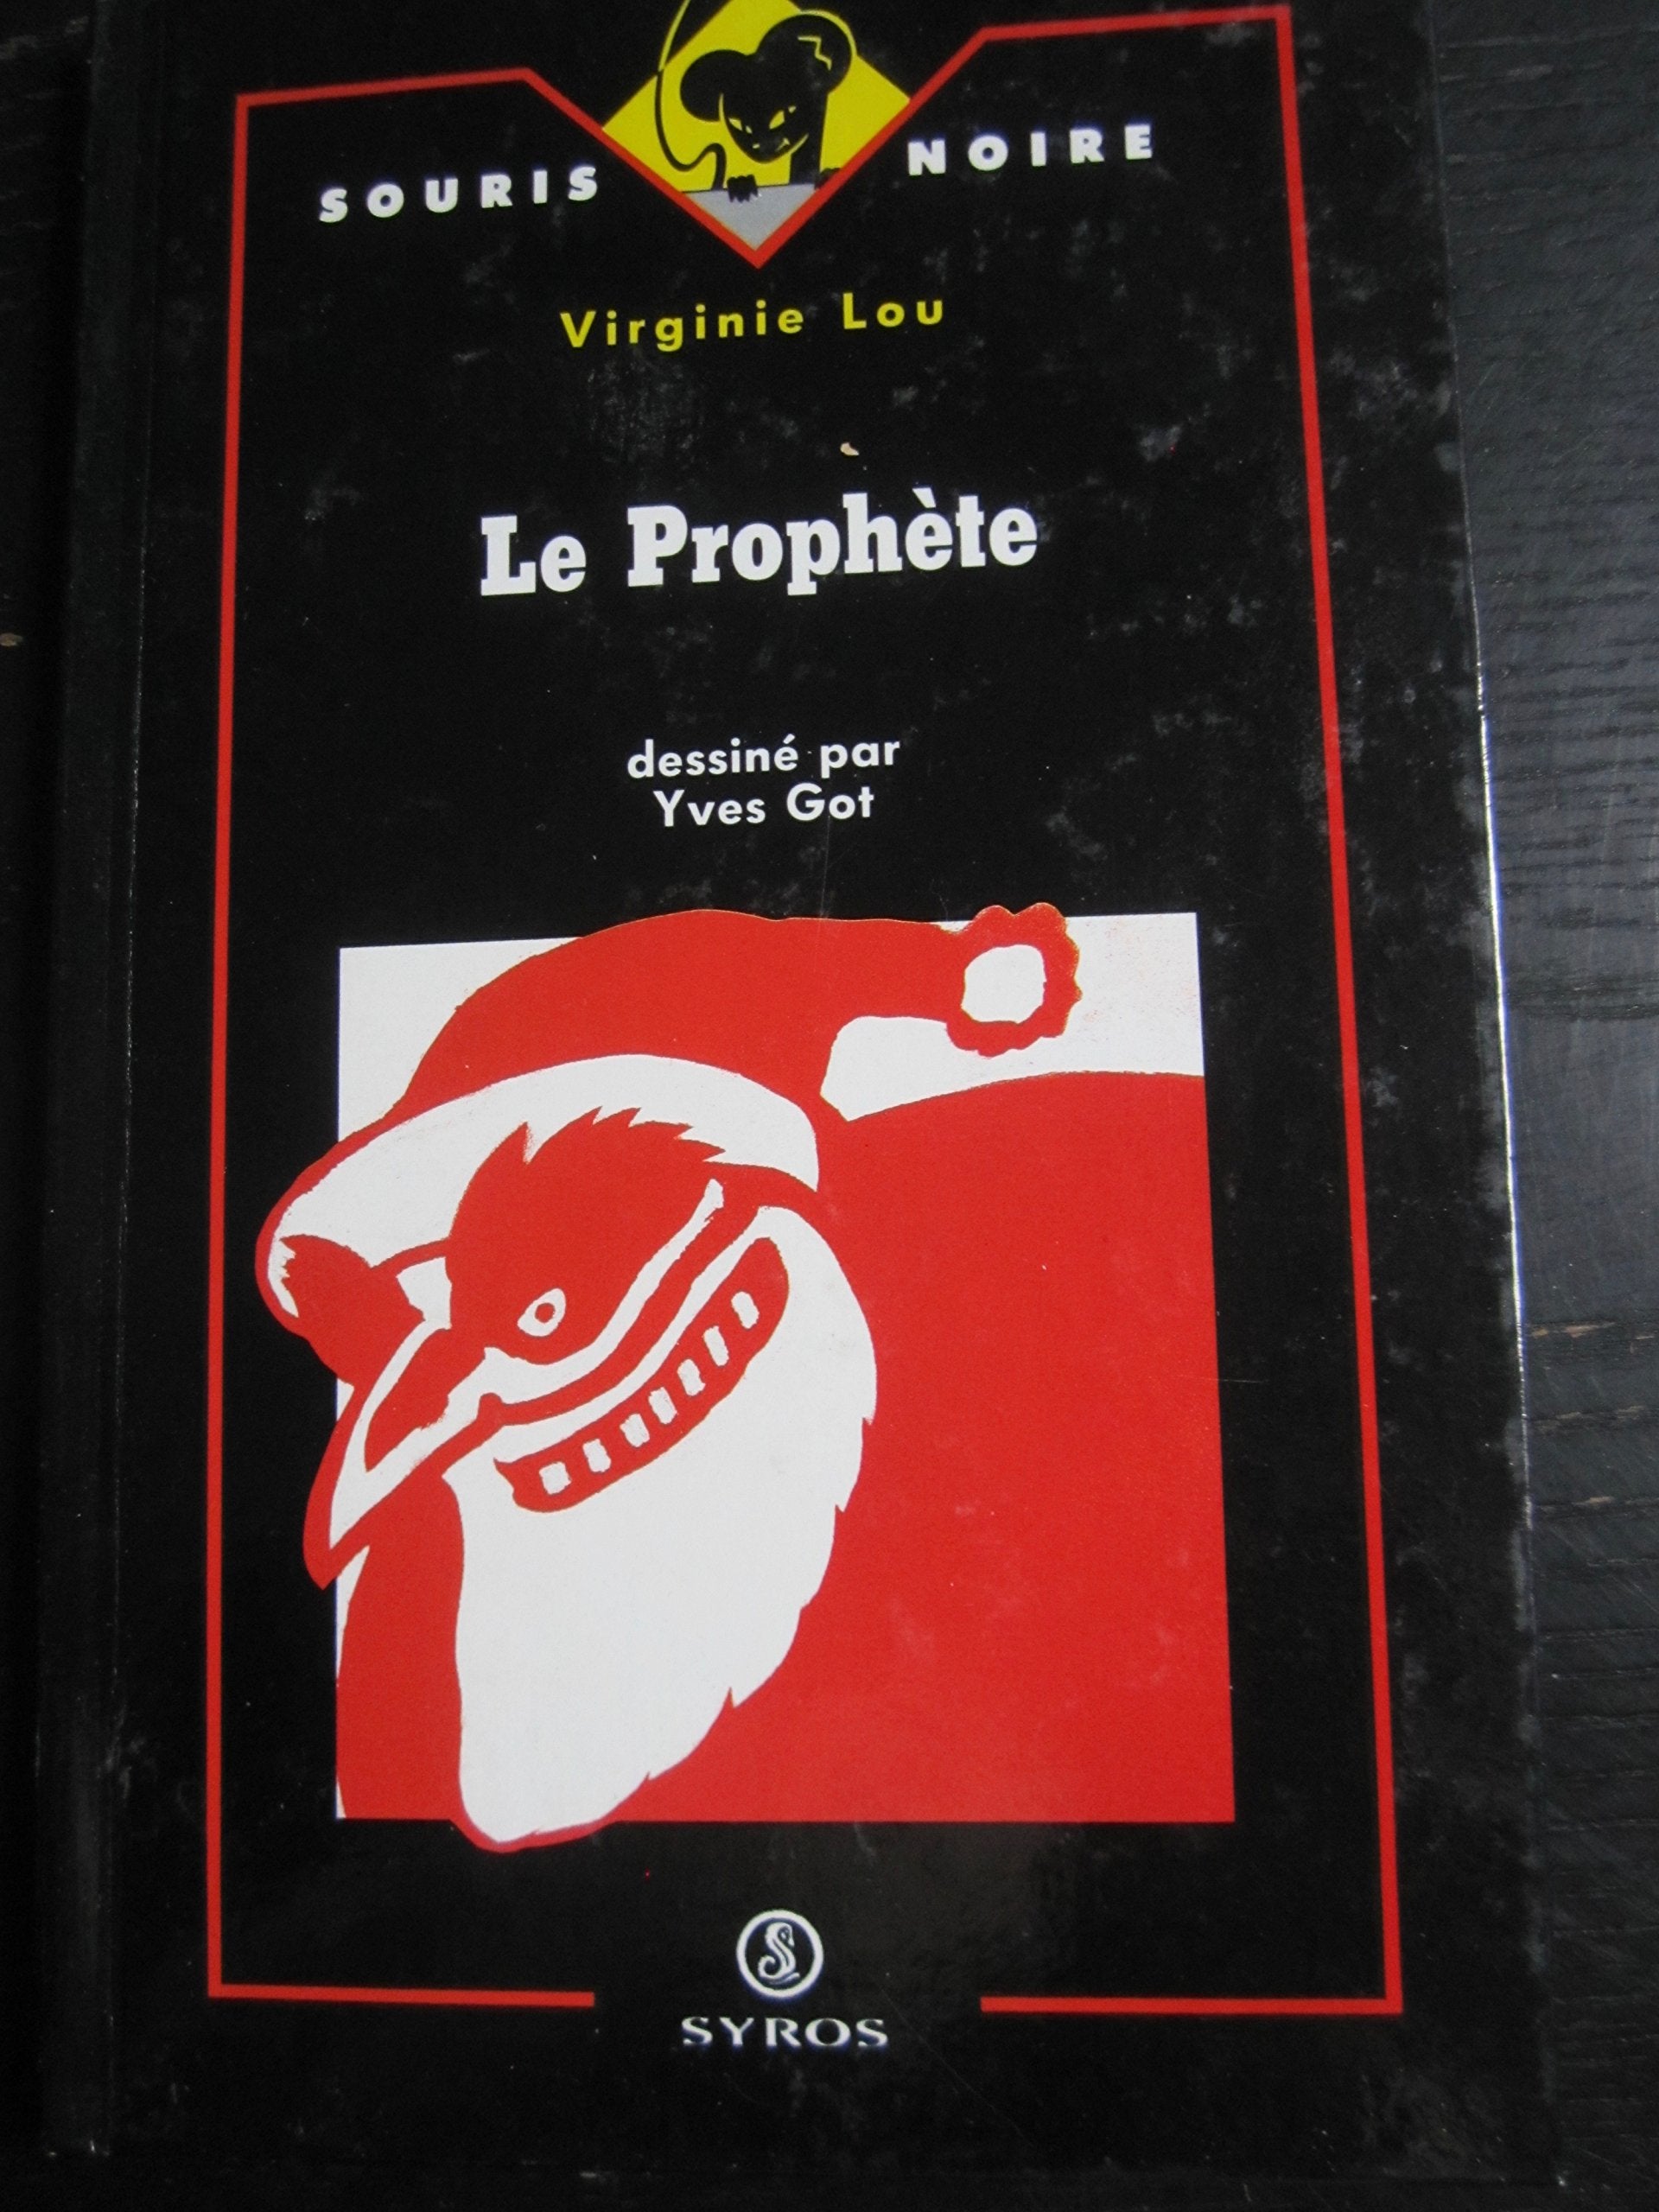 SOURIS NOIRE
Virginie Lou
Le Prophète
dessiné par
Yves Got
SYROS